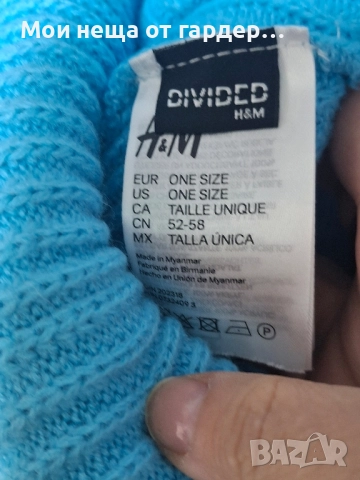 Мои неща от гардер...
DIVIDED
H&M
H&M
EUR ONE SIZE
US ONE SIZE
CA TAILLE UNIQUE
CN 52-58
MX TALLA ÚNICA
Made in Myanmar
Fabriqué en Birmanie
Hecho en Unión de Myanmar
P
BAZAR
bg